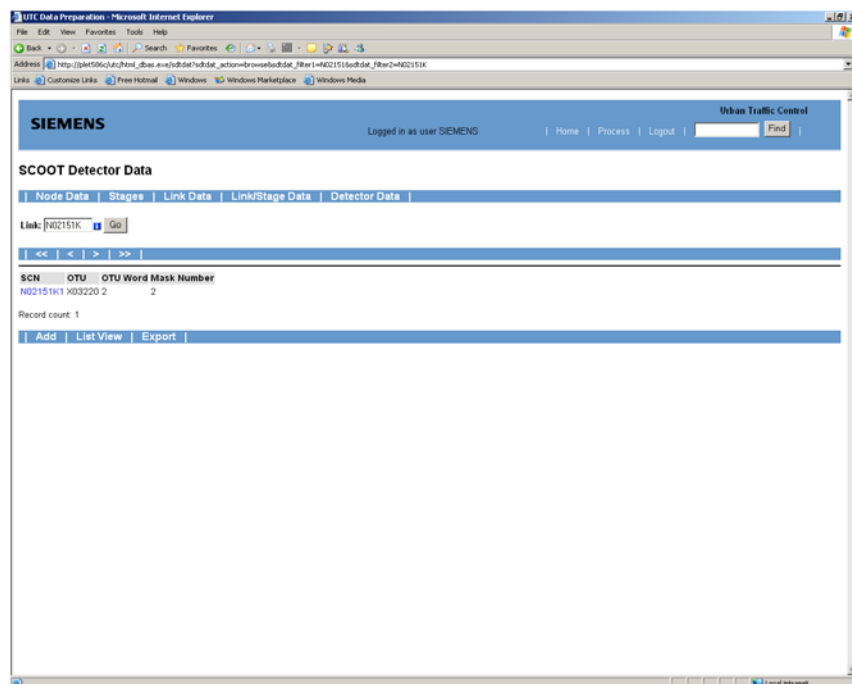 UTC Data Preparation - Microsoft Internet Explorer
File Edit View Favorites Tools Help
Back Search Favorites
Address http://plet586c/utc/html_dbas.exe/sdtdat?sdtdat_action=browse&sdtdat_filter1=N02151&sdtdat_filter2=N02151K
Links Customize Links Free Hotmail Windows Windows Marketplace Windows Media
Urban Traffic Control
SIEMENS
Logged in as user SIEMENS | Home | Process | Logout | Find |
SCOOT Detector Data
| Node Data | Stages | Link Data | Link/Stage Data | Detector Data |
Link: N02151K Go
| << | < | > | >> |
SCN OTU OTU Word Mask Number
N02151K1 X03220 2 2
Record count: 1
| Add | List View | Export |
Local intranet